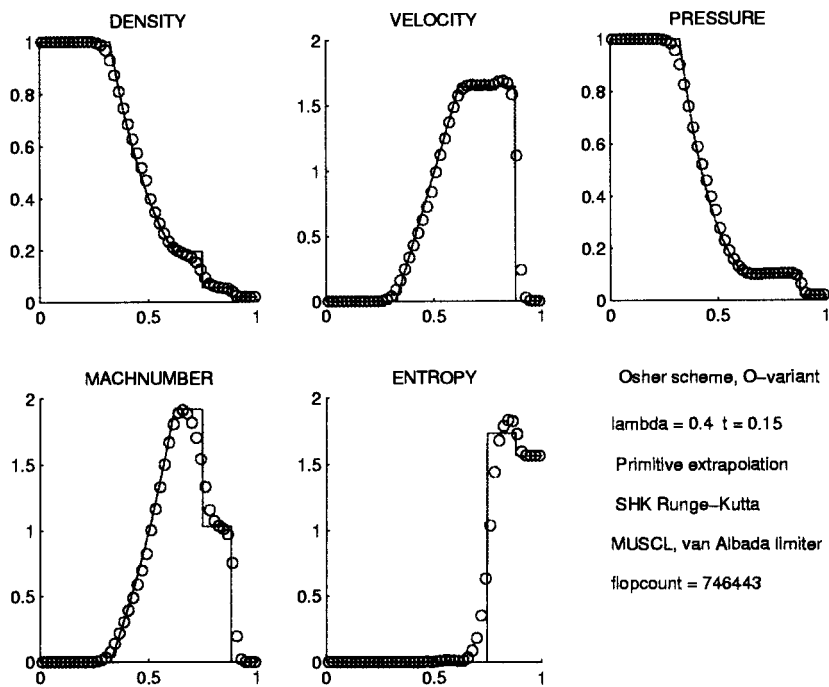 DENSITY
VELOCITY
PRESSURE
1
0.8
0.6
0.4
0.2
0
0 0.5 1
2
1.5
1
0.5
0
0 0.5 1
1
0.8
0.6
0.4
0.2
0
0 0.5 1
MACHNUMBER
ENTROPY
2
1.5
1
0.5
0
0 0.5 1
2
1.5
1
0.5
0
0 0.5 1
Osher scheme, O-variant
lambda = 0.4 t = 0.15
Primitive extrapolation
SHK Runge-Kutta
MUSCL, van Albada limiter
flopcount = 746443